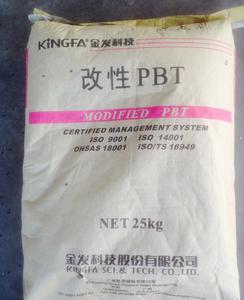 KINGFA 金发科技
改性 PBT
MODIFIED PBT
CERTIFIED MANAGEMENT SYSTEM
ISO 9001 ISO 14001
OHSAS 18001 ISO/TS 16949
NET 25kg
金发科技股份有限公司
KINGFA SCI. & TECH. CO., LTD.